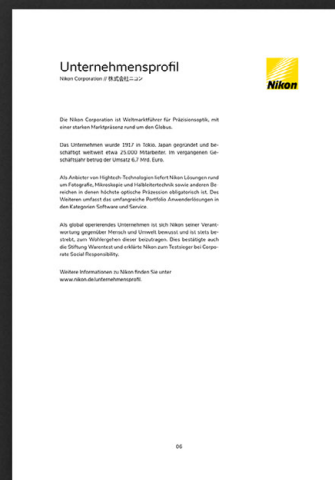 Unternehmensprofil
Nikon Corporation // 株式会社ニコン
Nikon
Die Nikon Corporation ist Weltmarktführer für Präzisionsoptik, mit
einer starken Marktpräsenz rund um den Globus.
Das Unternehmen wurde 1917 in Tokio, Japan gegründet und be-
schäftigt weltweit etwa 25.000 Mitarbeiter. Im vergangenen Ge-
schäftsjahr betrug der Umsatz 6,7 Mrd. Euro.
Als Anbieter von Hightech-Technologien liefert Nikon Lösungen rund
um Fotografie, Mikroskopie und Halbleitertechnik sowie anderen Be-
reichen in denen höchste optische Präzession obligatorisch ist. Des
Weiteren umfasst das umfangreiche Portfolio Anwenderlösungen in
den Kategorien Software und Service.
Als global operierendes Unternehmen ist sich Nikon seiner Verant-
wortung gegenüber Mensch und Umwelt bewusst und ist stets be-
strebt, zum Wohlergehen dieser beizutragen. Dies bestätigte auch
die Stiftung Warentest und erklärte Nikon zum Testsieger bei Corpo-
rate Social Responsibility.
Weitere Informationen zu Nikon finden Sie unter
www.nikon.de/unternehmensprofil.
06